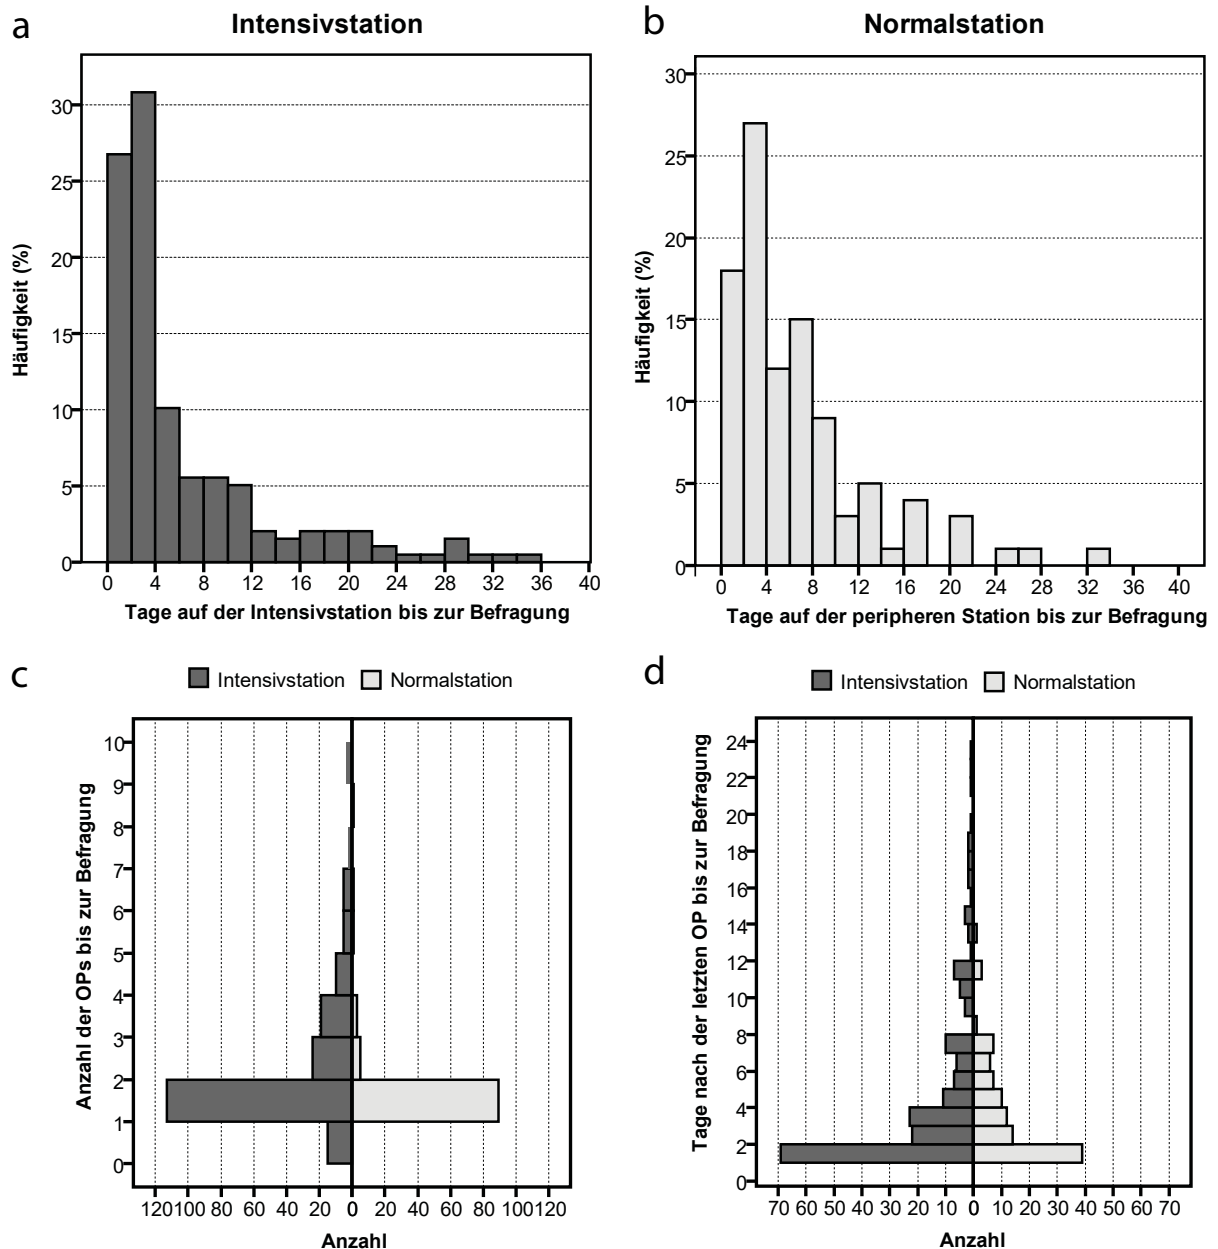 a
Intensivstation
Häufigkeit (%)
30
25
20
15
10
5
0
0 4 8 12 16 20 24 28 32 36 40
Tage auf der Intensivstation bis zur Befragung
b
Normalstation
Häufigkeit (%)
30
25
20
15
10
5
0
0 4 8 12 16 20 24 28 32 36 40
Tage auf der peripheren Station bis zur Befragung
c
Intensivstation Normalstation
Anzahl der OPs bis zur Befragung
10
9
8
7
6
5
4
3
2
1
0
120 100 80 60 40 20 0 20 40 60 80 100 120
Anzahl
d
Intensivstation Normalstation
Tage nach der letzten OP bis zur Befragung
24
22
20
18
16
14
12
10
8
6
4
2
0
70 60 50 40 30 20 10 0 10 20 30 40 50 60 70
Anzahl